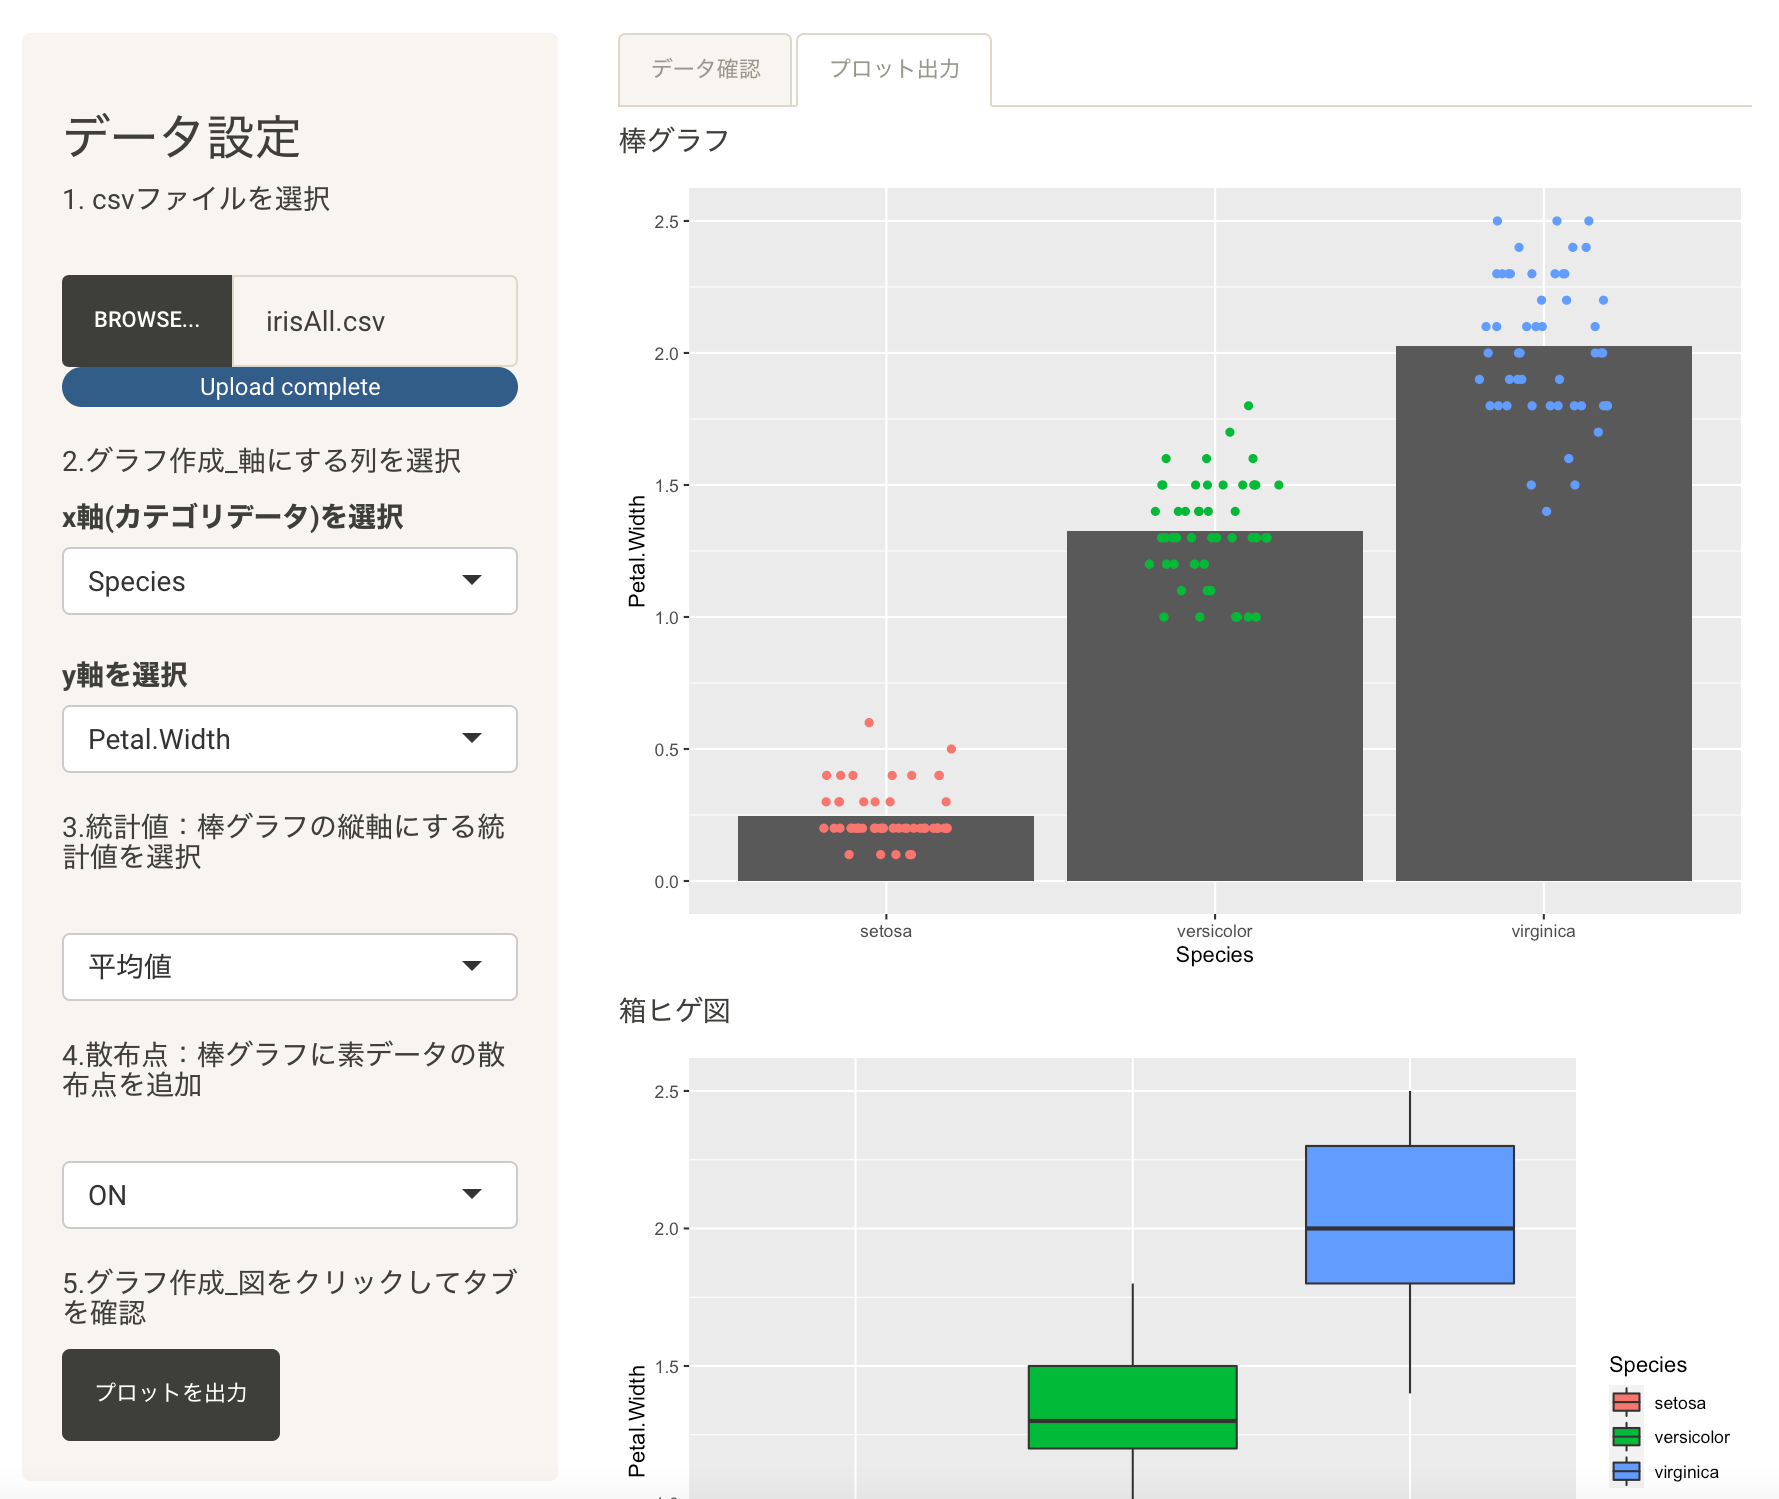 データ設定
1. csvファイルを選択
BROWSE...
irisAll.csv
Upload complete
2.グラフ作成_軸にする列を選択
x軸(カテゴリデータ)を選択
Species
y軸を選択
Petal.Width
3.統計値：棒グラフの縦軸にする統
計値を選択
平均値
4.散布点：棒グラフに素データの散
布点を追加
ON
5.グラフ作成_図をクリックしてタブ
を確認
プロットを出力
データ確認
プロット出力
棒グラフ
2.5
2.0
1.5
1.0
0.5
0.0
Petal.Width
setosa
versicolor
virginica
Species
箱ヒゲ図
2.5
2.0
1.5
Petal.Width
Species
setosa
versicolor
virginica